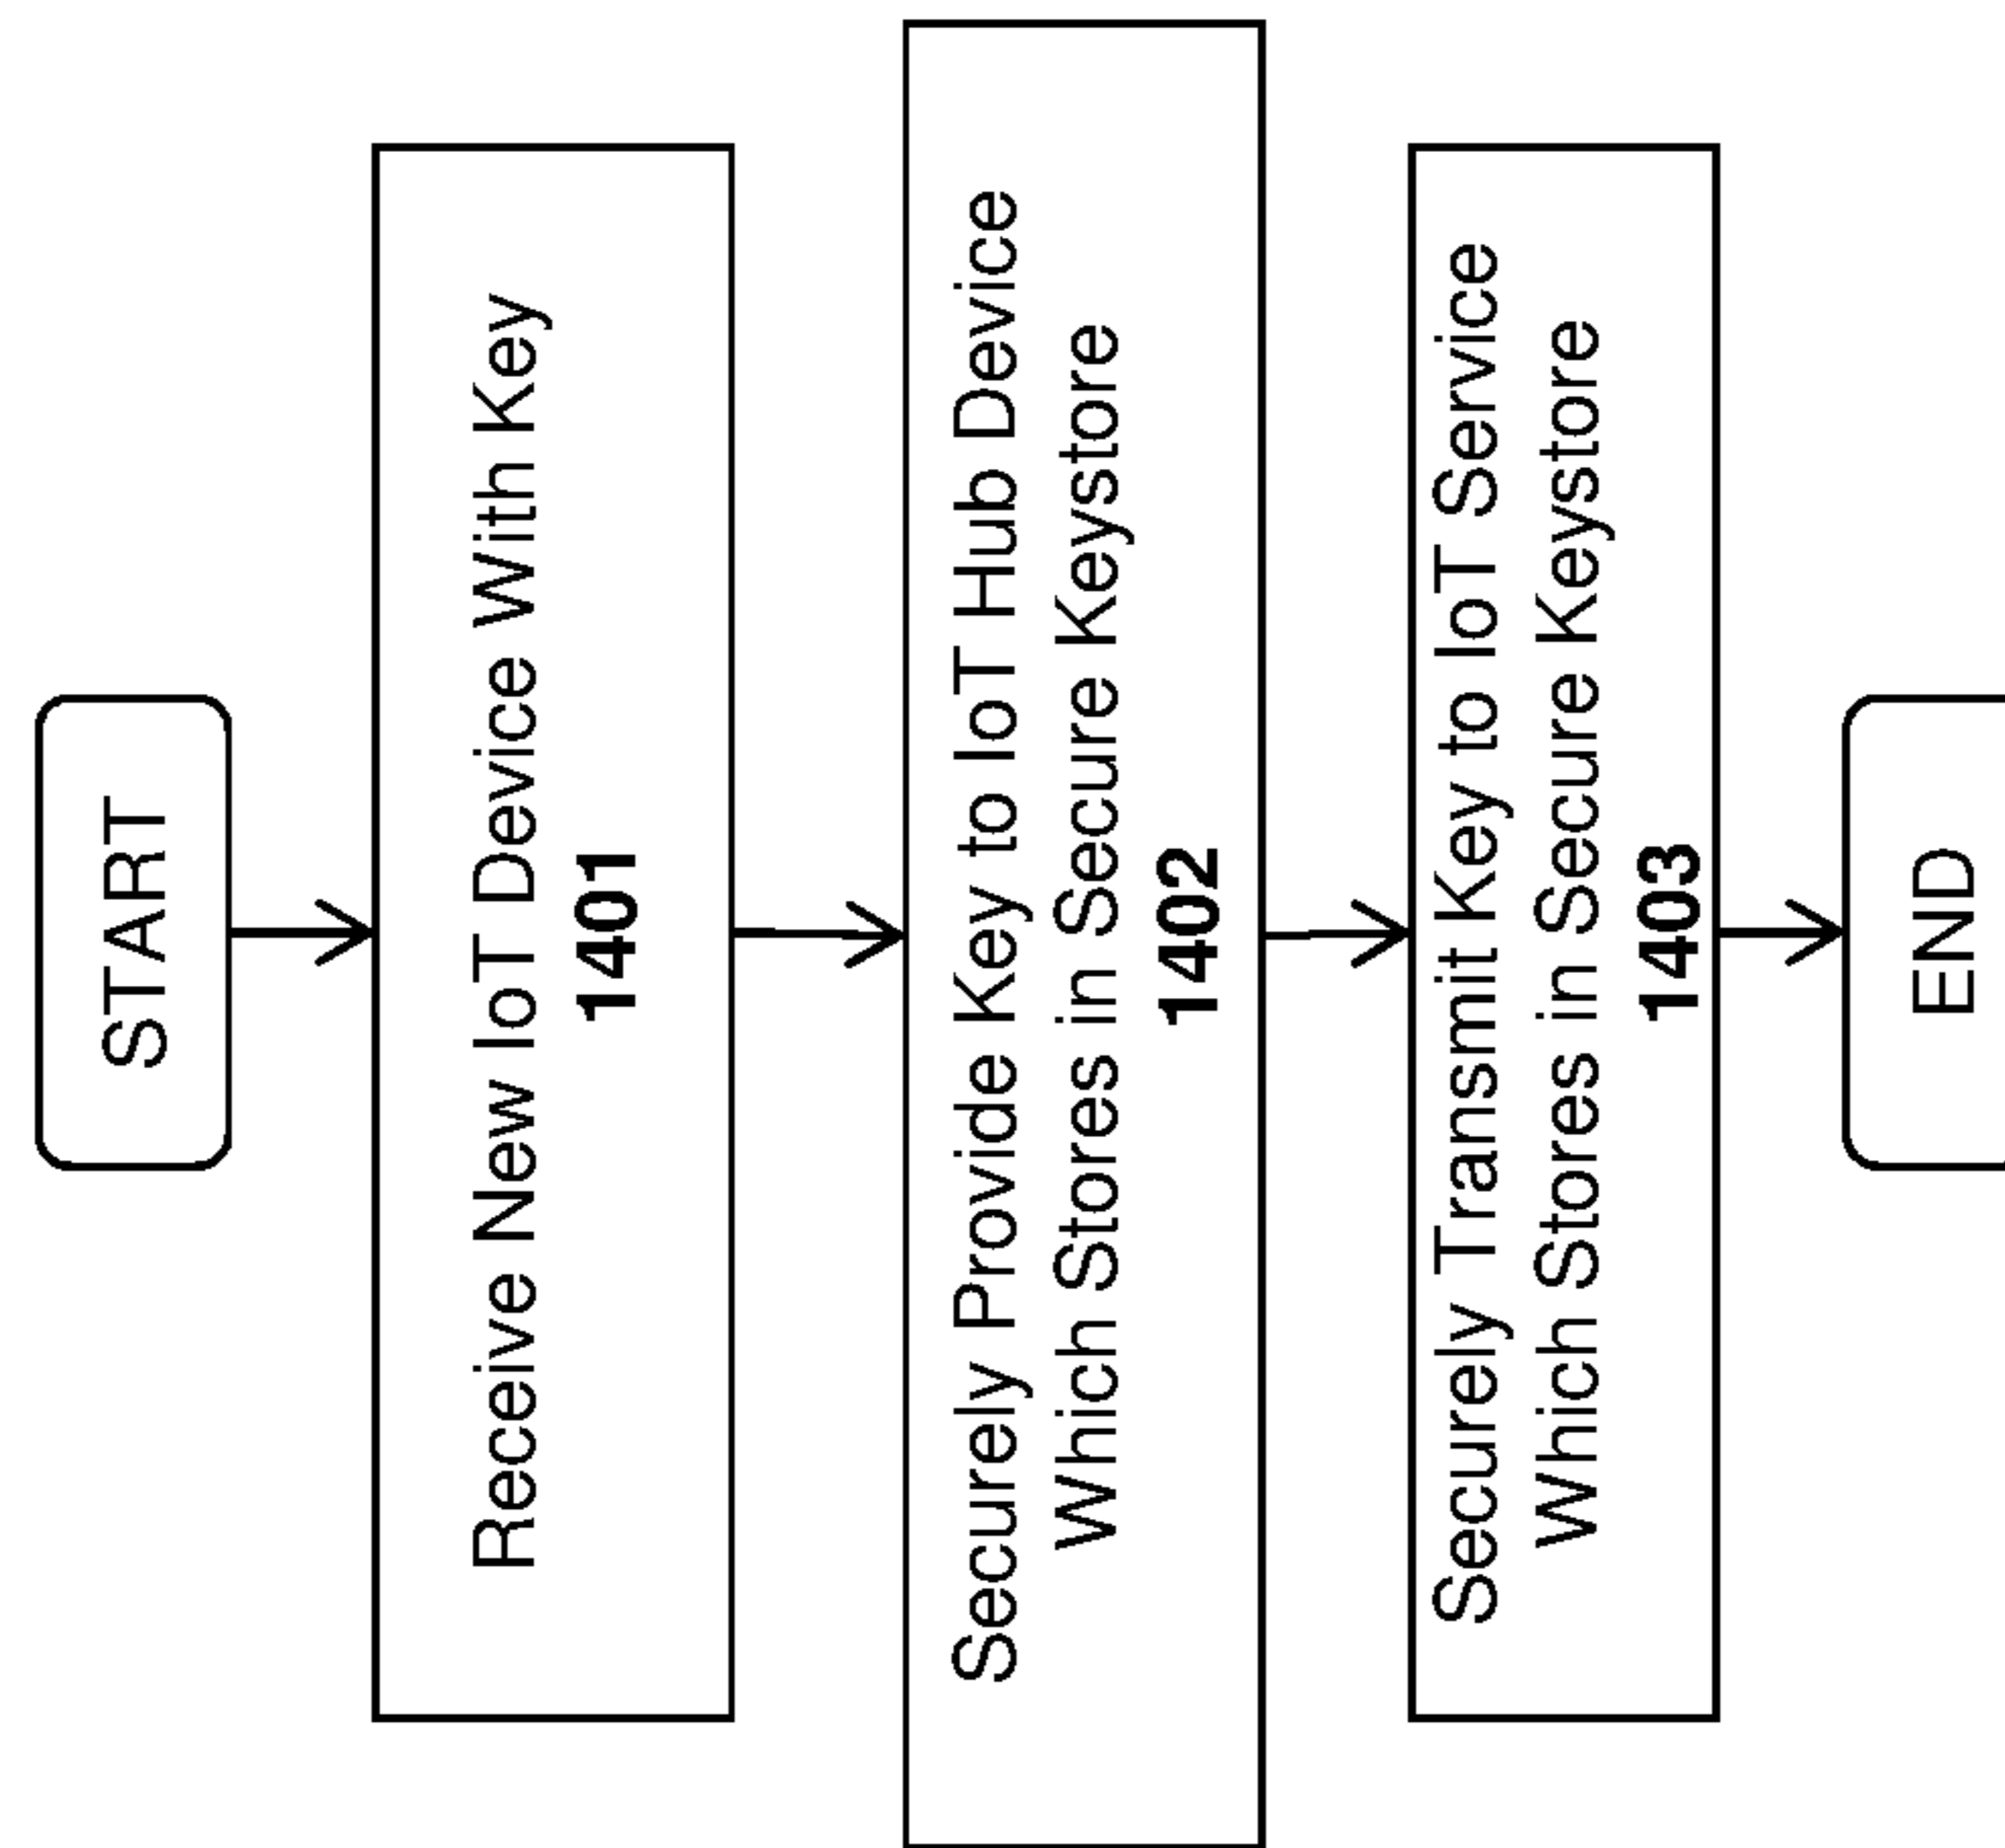 START
Receive New IoT Device With Key
1401
Securely Provide Key to IoT Hub Device
Which Stores in Secure Keystore
1402
Securely Transmit Key to IoT Service
Which Stores in Secure Keystore
1403
END